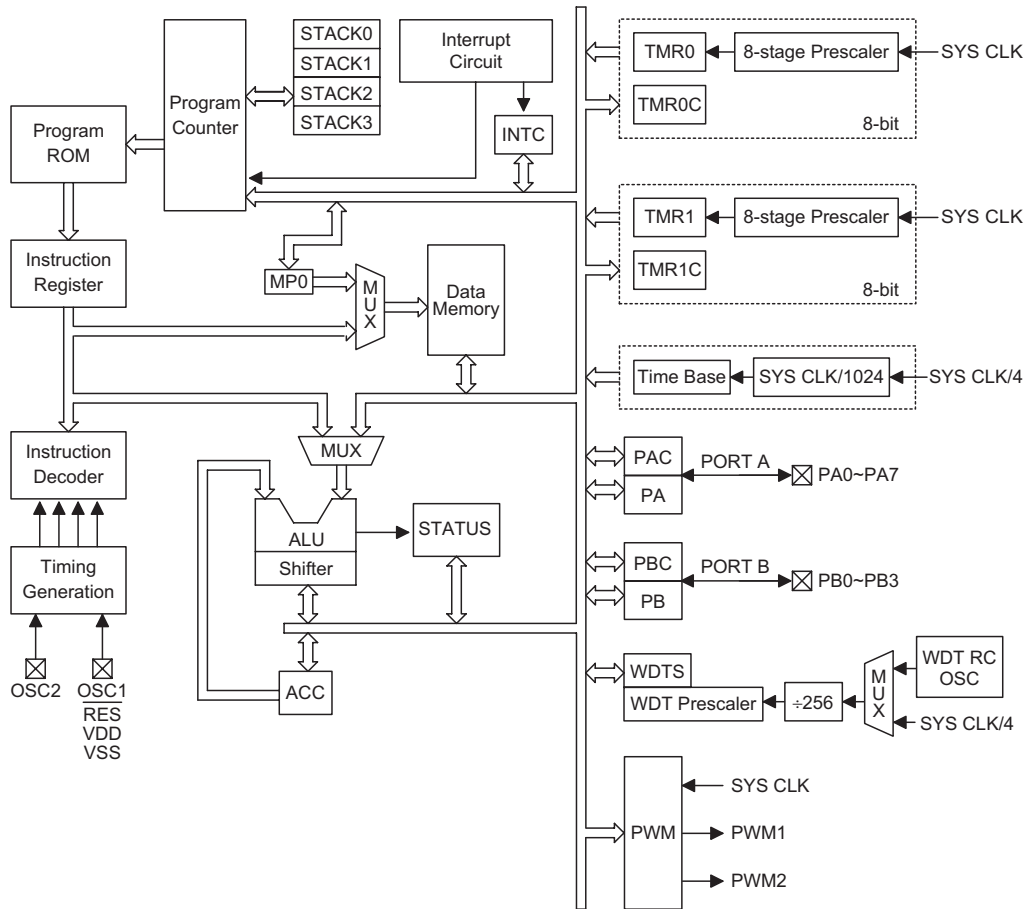 STACK0
STACK1
STACK2
STACK3
Interrupt
Circuit
INTC
Program
Counter
Program
ROM
Instruction
Register
MP0
MUX
Data
Memory
Instruction
Decoder
MUX
ALU
Shifter
STATUS
Timing
Generation
ACC
OSC2
OSC1
RES
VDD
VSS
TMR0
8-stage Prescaler
SYS CLK
TMR0C
8-bit
TMR1
8-stage Prescaler
SYS CLK
TMR1C
8-bit
Time Base
SYS CLK/1024
SYS CLK/4
PAC
PA
PORT A
PA0~PA7
PBC
PB
PORT B
PB0~PB3
WDTS
WDT Prescaler
÷256
MUX
WDT RC
OSC
SYS CLK/4
PWM
SYS CLK
PWM1
PWM2